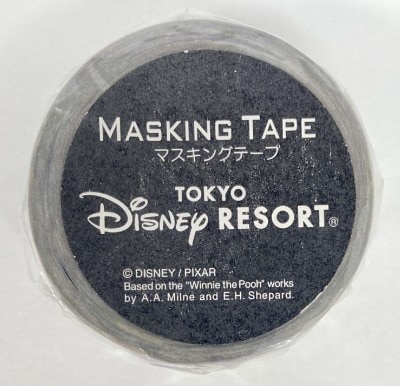 MASKING TAPE
マスキングテープ
TOKYO
Disney RESORT®
© DISNEY / PIXAR
Based on the "Winnie the Pooh" works
by A.A. Milne and E.H. Shepard.